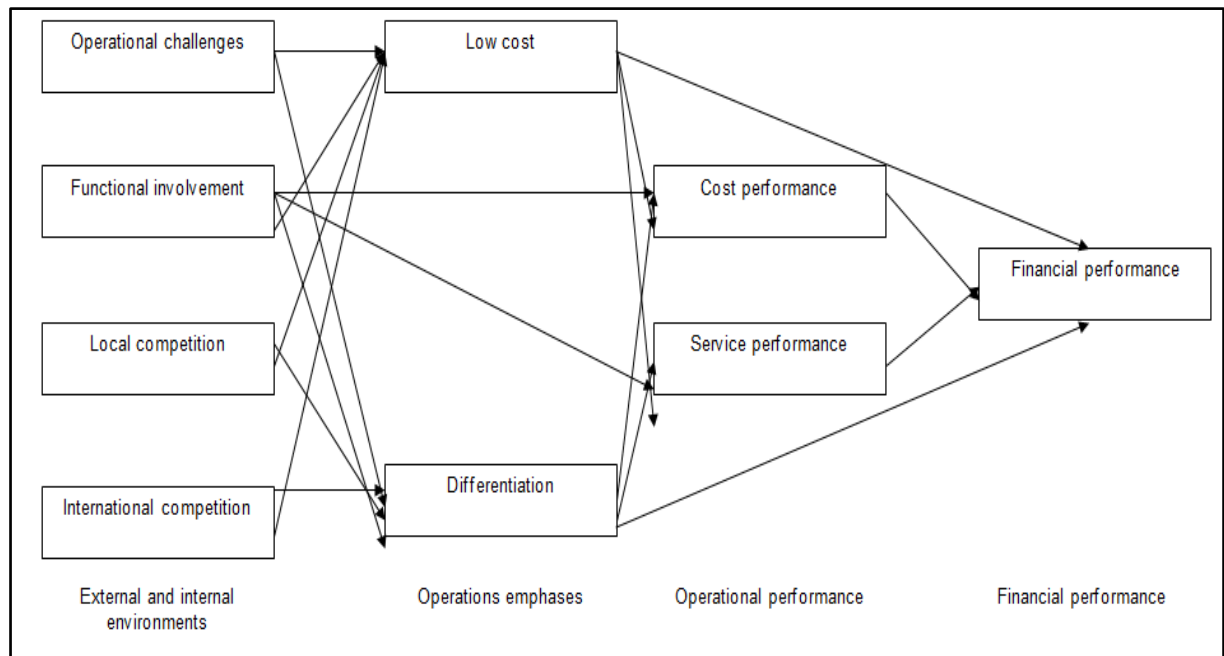 Operational challenges
Low cost
Functional involvement
Cost performance
Financial performance
Local competition
Service performance
Differentiation
International competition
External and internal
environments
Operations emphases
Operational performance
Financial performance